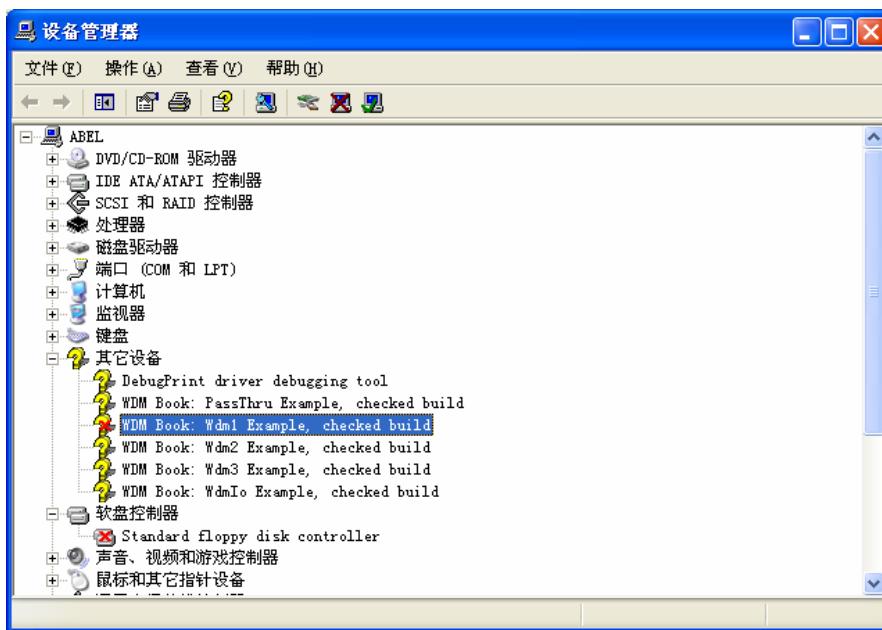 设备管理器
文件(F) 操作(A) 查看(V) 帮助(H)
ABEL
DVD/CD-ROM 驱动器
IDE ATA/ATAPI 控制器
SCSI 和 RAID 控制器
处理器
磁盘驱动器
端口 (COM 和 LPT)
计算机
监视器
键盘
其它设备
DebugPrint driver debugging tool
WDM Book: PassThru Example, checked build
WDM Book: Wdm1 Example, checked build
WDM Book: Wdm2 Example, checked build
WDM Book: Wdm3 Example, checked build
WDM Book: WdmIo Example, checked build
软盘控制器
Standard floppy disk controller
声音、视频和游戏控制器
鼠标和其它指针设备